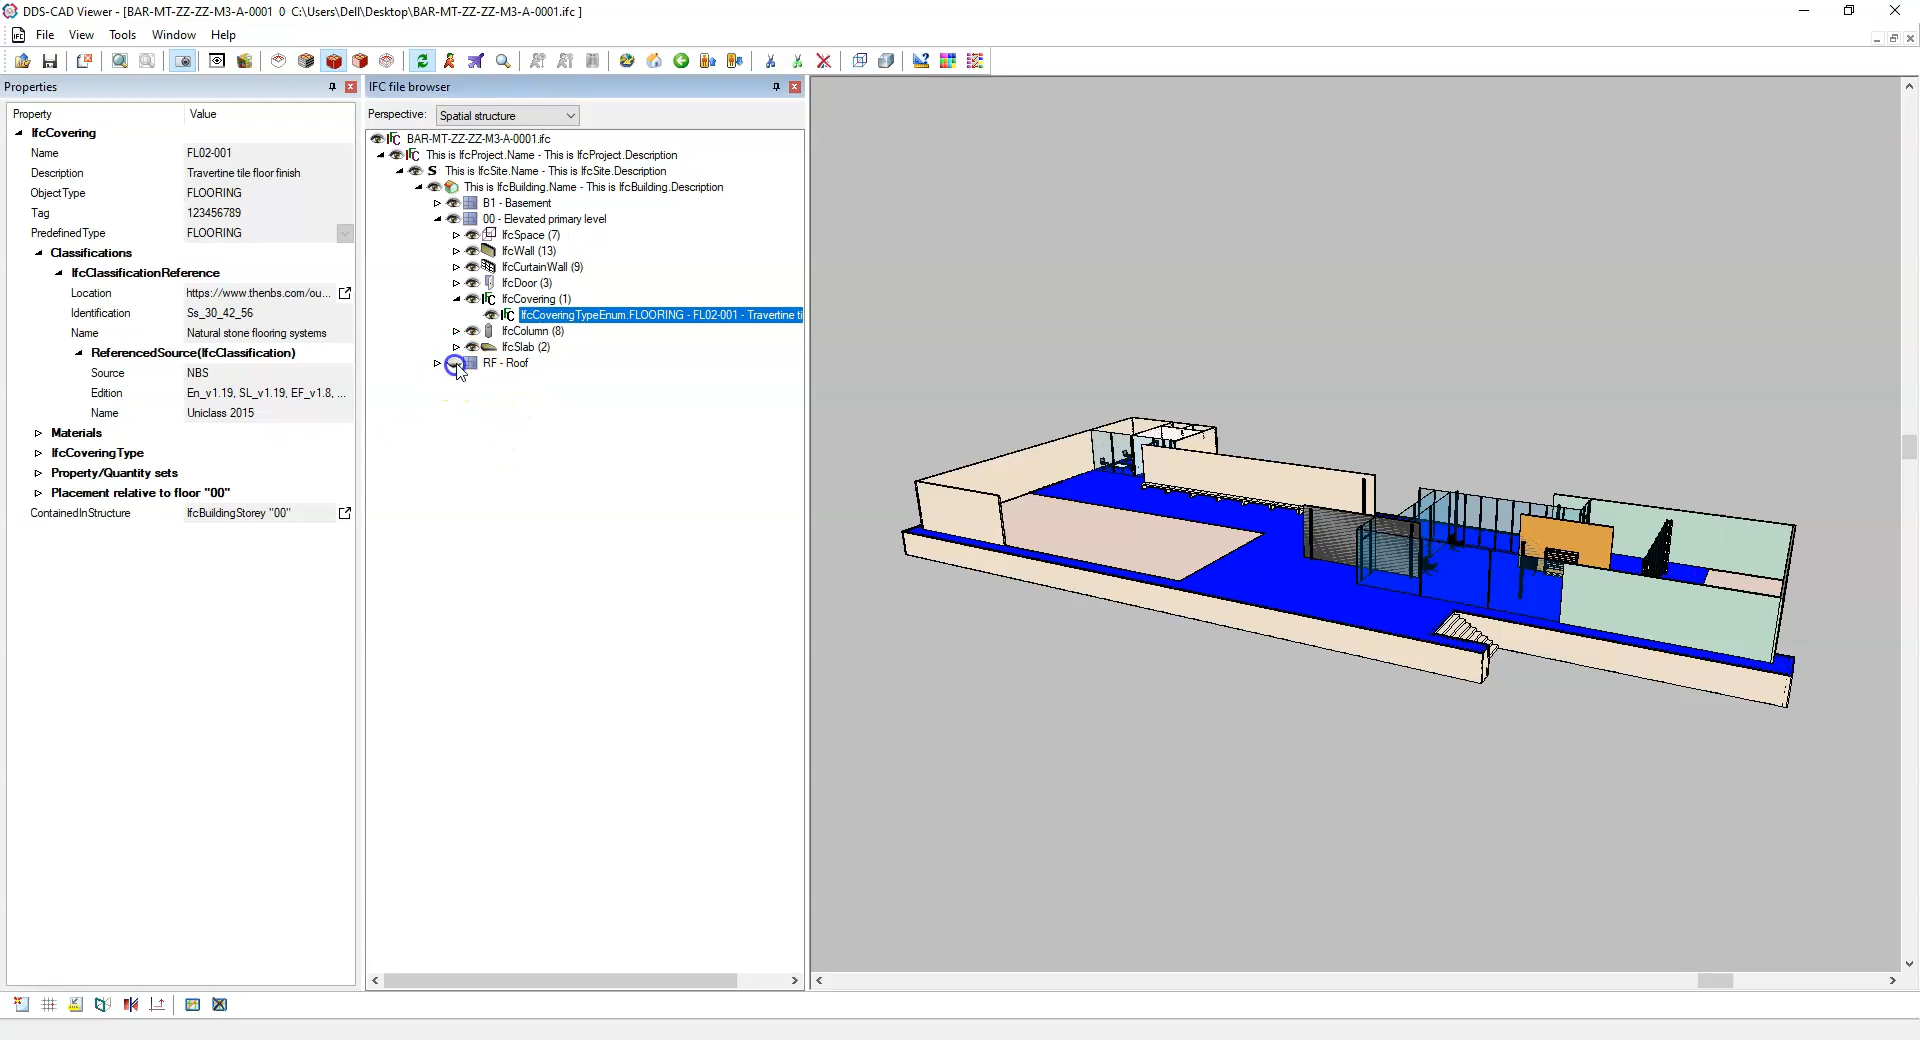 DDS-CAD Viewer - [BAR-MT-ZZ-ZZ-M3-A-0001  0  C:\Users\Dell\Desktop\BAR-MT-ZZ-ZZ-M3-A-0001.ifc ]
File View Tools Window Help
Properties
IFC file browser
Property Value
IfcCovering
Name FL02-001
Description Travertine tile floor finish
ObjectType FLOORING
Tag 123456789
PredefinedType FLOORING
Classifications
IfcClassificationReference
Location https://www.thenbs.com/ou...
Identification Ss_30_42_56
Name Natural stone flooring systems
ReferencedSource(IfcClassification)
Source NBS
Edition En_v1.19, SL_v1.19, EF_v1.8, ...
Name Uniclass 2015
Materials
IfcCoveringType
Property/Quantity sets
Placement relative to floor "00"
ContainedInStructure IfcBuildingStorey "00"
Perspective: Spatial structure
BAR-MT-ZZ-ZZ-M3-A-0001.ifc
This is IfcProject.Name - This is IfcProject.Description
S This is IfcSite.Name - This is IfcSite.Description
This is IfcBuilding.Name - This is IfcBuilding.Description
B1 - Basement
00 - Elevated primary level
IfcSpace (7)
IfcWall (13)
IfcCurtainWall (9)
IfcDoor (3)
IfcCovering (1)
IfcCoveringTypeEnum.FLOORING - FL02-001 - Travertine ti
IfcColumn (8)
IfcSlab (2)
RF - Roof